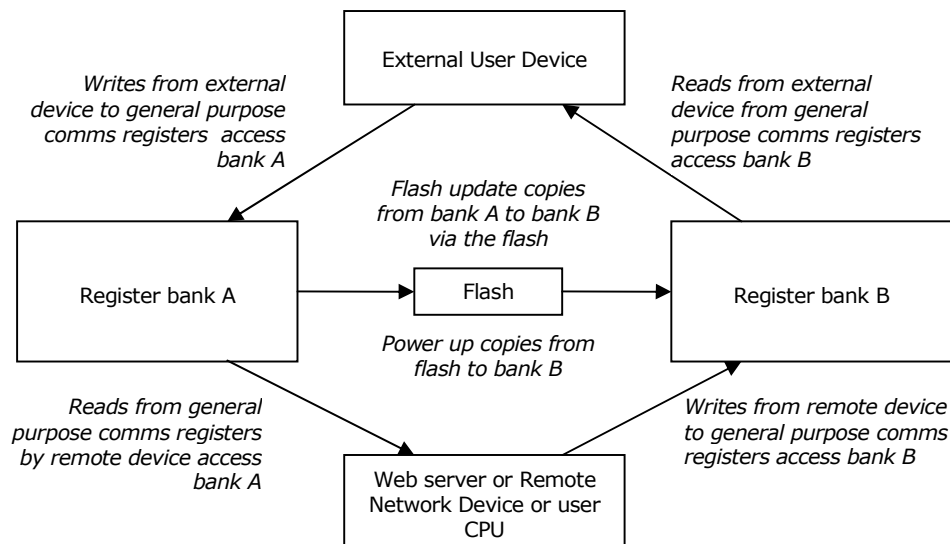 External User Device
Writes from external
device to general purpose
comms registers  access
bank A
Reads from external
device from general
purpose comms registers
access bank B
Flash update copies
from bank A to bank B
via the flash
Register bank A
Flash
Register bank B
Power up copies from
flash to bank B
Reads from general
purpose comms registers
by remote device access
bank A
Writes from remote device
to general purpose comms
registers access bank B
Web server or Remote
Network Device or user
CPU